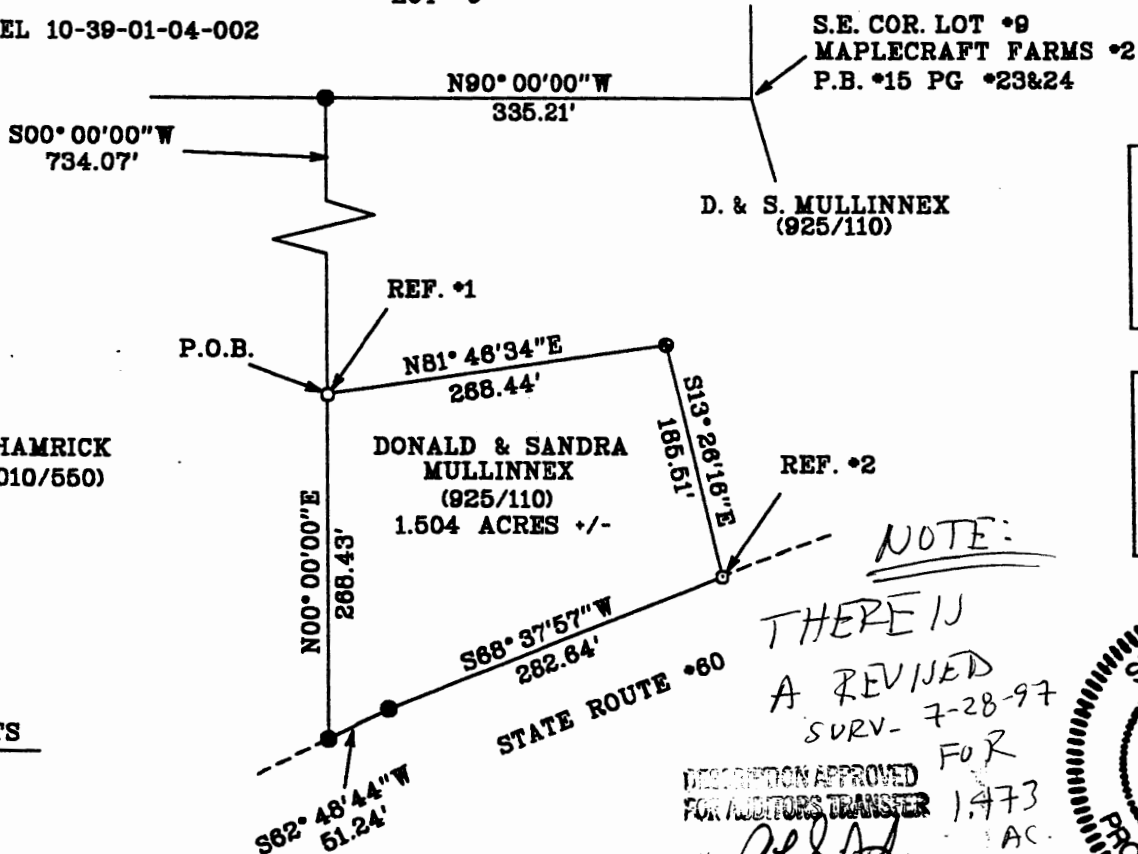 EL 10-39-01-04-002
S.E. COR. LOT #9
MAPLECRAFT FARMS #2
P.B. #15 PG #23&24
N90°00'00"W
335.21'
S00°00'00"W
734.07'
D. & S. MULLINNEX
(925/110)
REF. #1
P.O.B.
N81°46'34"E
268.44'
S13°26'16"E
185.51'
HAMRICK
010/550)
DONALD & SANDRA
MULLINNEX
(925/110)
1.504 ACRES +/-
REF. #2
N00°00'00"E
268.43'
S68°37'57"W
282.64'
STATE ROUTE #60
S62°48'44"W
51.24'
TS
NOTE:
THERE IS
A REVISED
SURV- 7-28-97
FOR
1.473
AC.
DESCRIPTION APPROVED
FOR AUDITORS TRANSFER
PRO